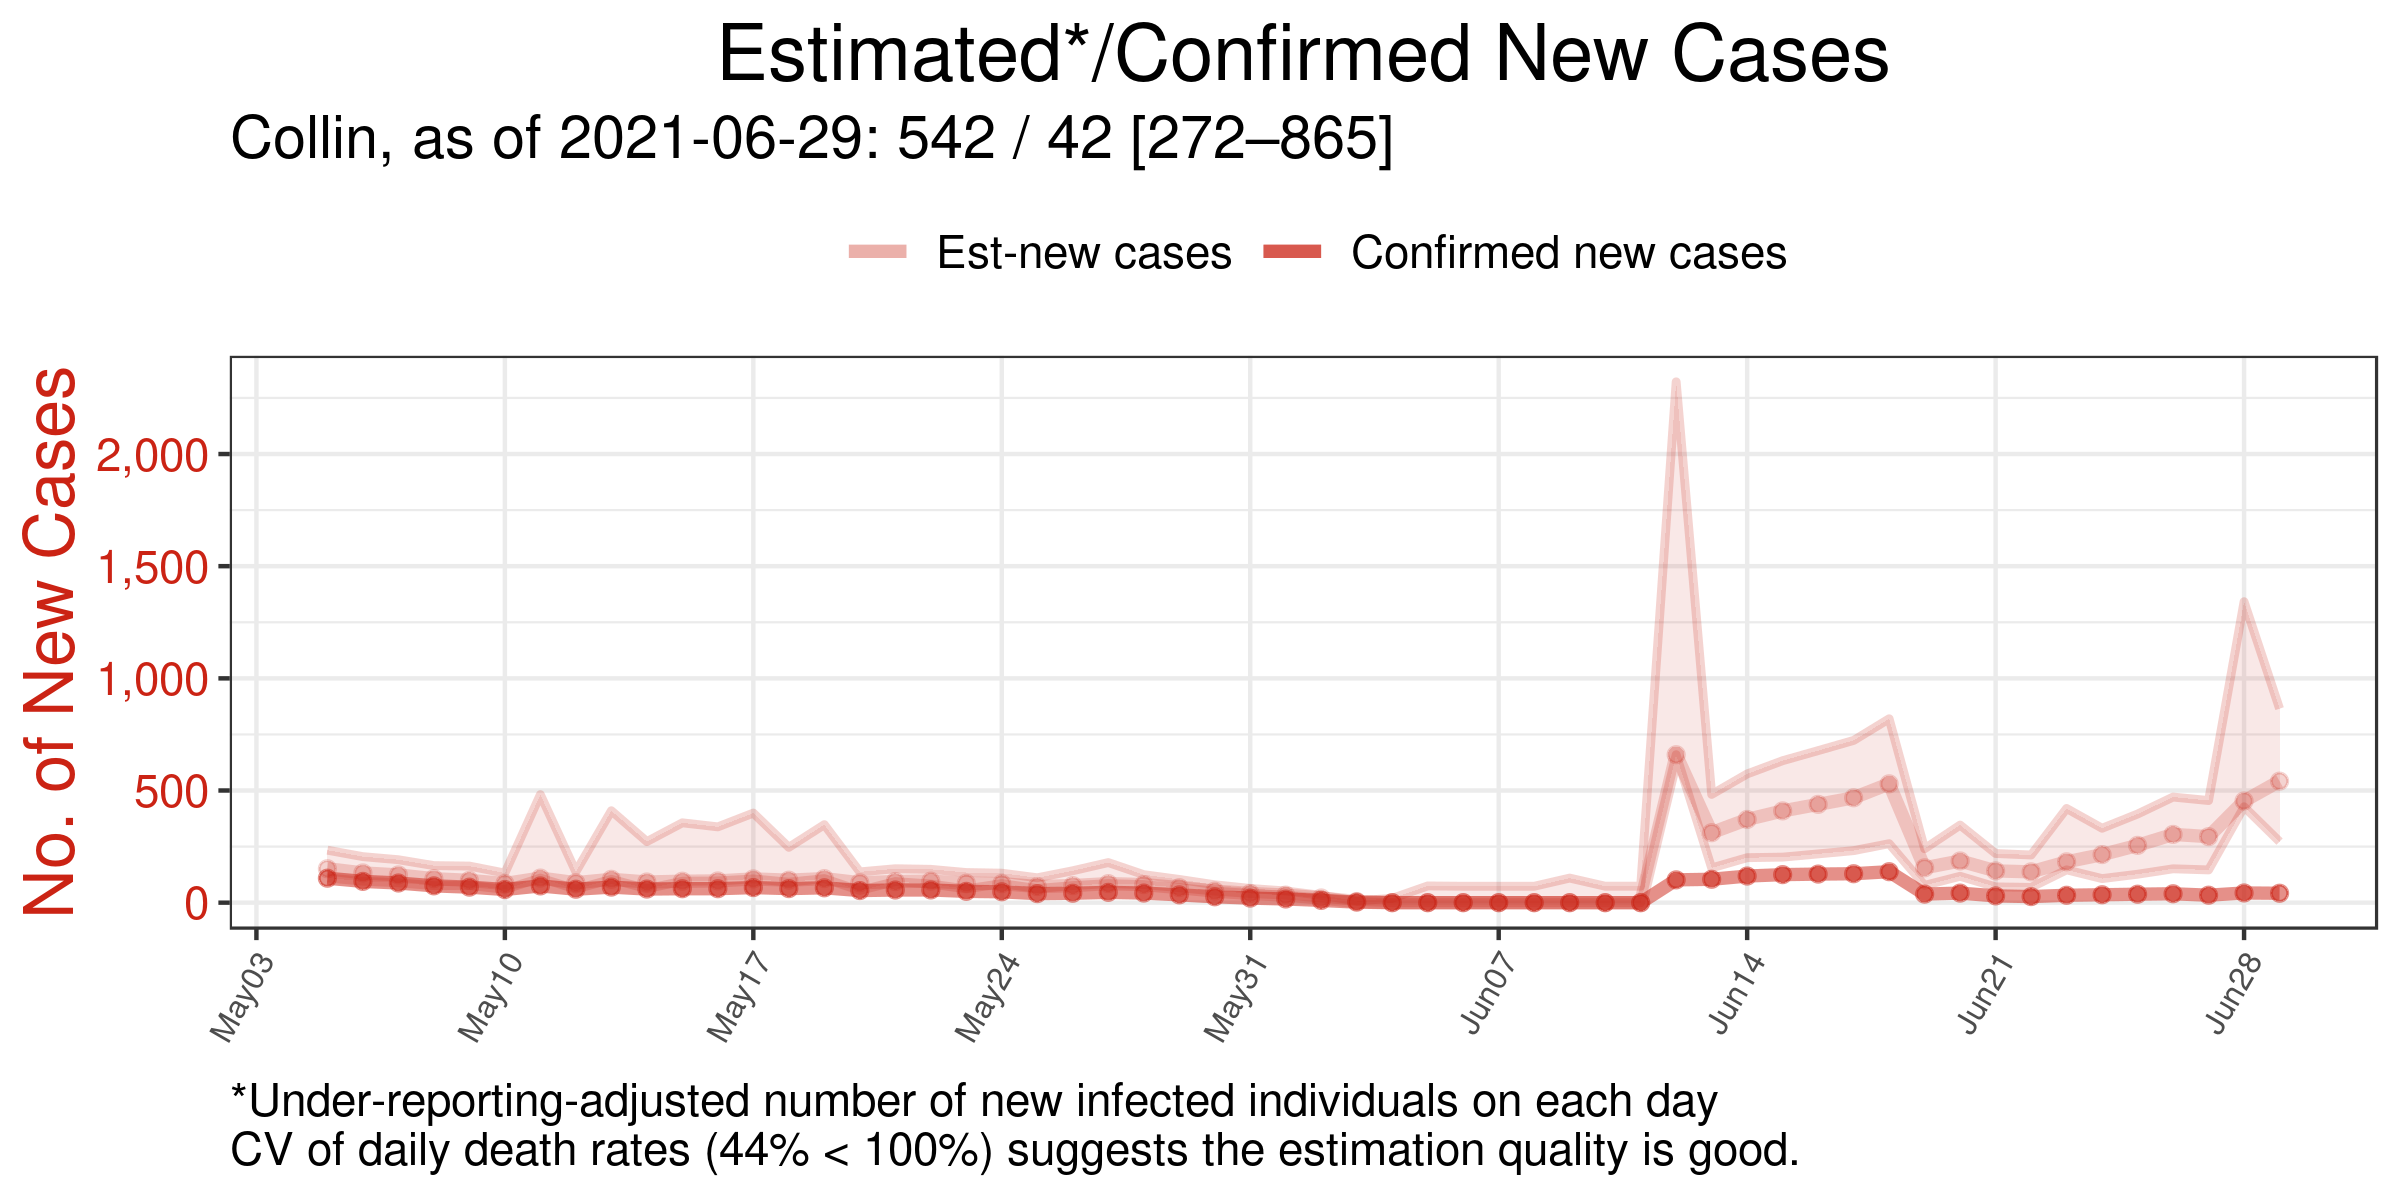 Estimated*/Confirmed New Cases
Collin, as of 2021-06-29: 542 / 42 [272–865]
Est-new cases
Confirmed new cases
No. of New Cases
2,000
1,500
1,000
500
0
May03
May10
May17
May24
May31
Jun07
Jun14
Jun21
Jun28
*Under-reporting-adjusted number of new infected individuals on each day
CV of daily death rates (44% < 100%) suggests the estimation quality is good.